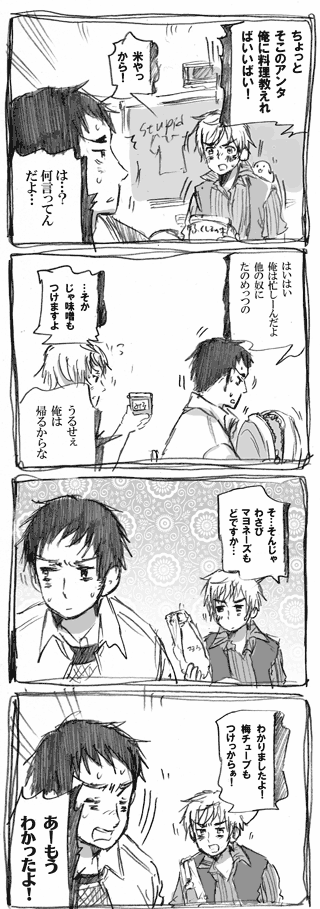 ちょっと
そこのアンタ
俺に料理教えれ
ばいいばい！
米やっ
から！
stupid
は…？
何言ってん
だよ…
はいはい
俺は忙しーんだよ
他の奴に
たのめっつの
…そか
じゃ味噌も
つけますよ
みそ
うるせぇ
俺は
帰るからな
そ…そんじゃ
わさび
マヨネーズも
どですか…
わかりましたよ！
梅チューブも
つけっからぁ！
あーもう
わかったよ！